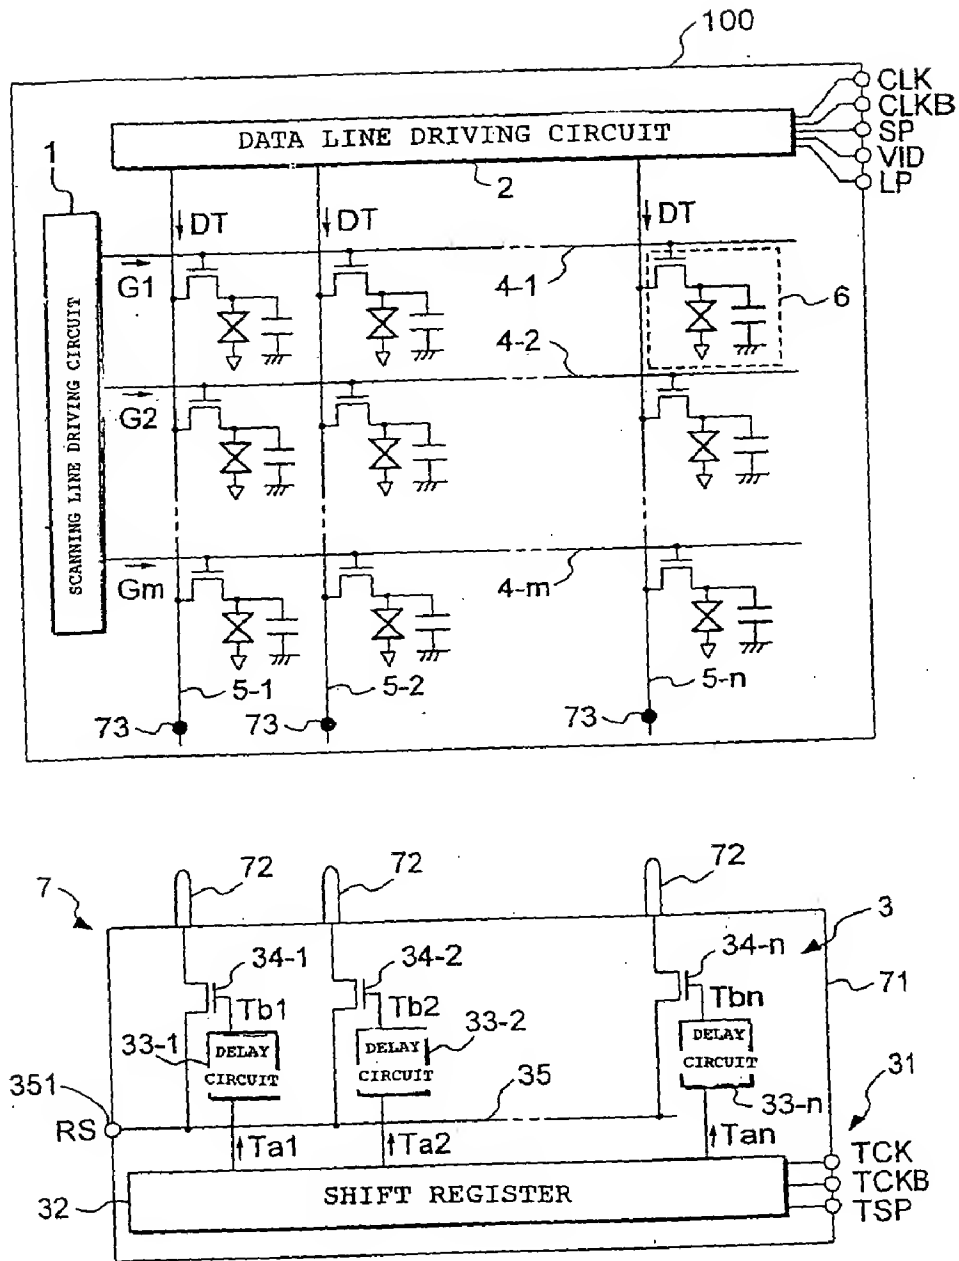 100
CLK
CLKB
SP
VID
LP
DATA LINE DRIVING CIRCUIT
1
2
DT
DT
DT
SCANNING LINE DRIVING CIRCUIT
G1
4-1
6
4-2
G2
Gm
4-m
5-1
5-2
5-n
73
73
73
72
72
72
7
3
34-1
34-2
34-n
71
Tb1
Tb2
Tbn
33-1
DELAY
CIRCUIT
DELAY
CIRCUIT
33-2
DELAY
CIRCUIT
33-n
351
35
31
RS
Ta1
Ta2
Tan
TCK
TCKB
TSP
32
SHIFT REGISTER